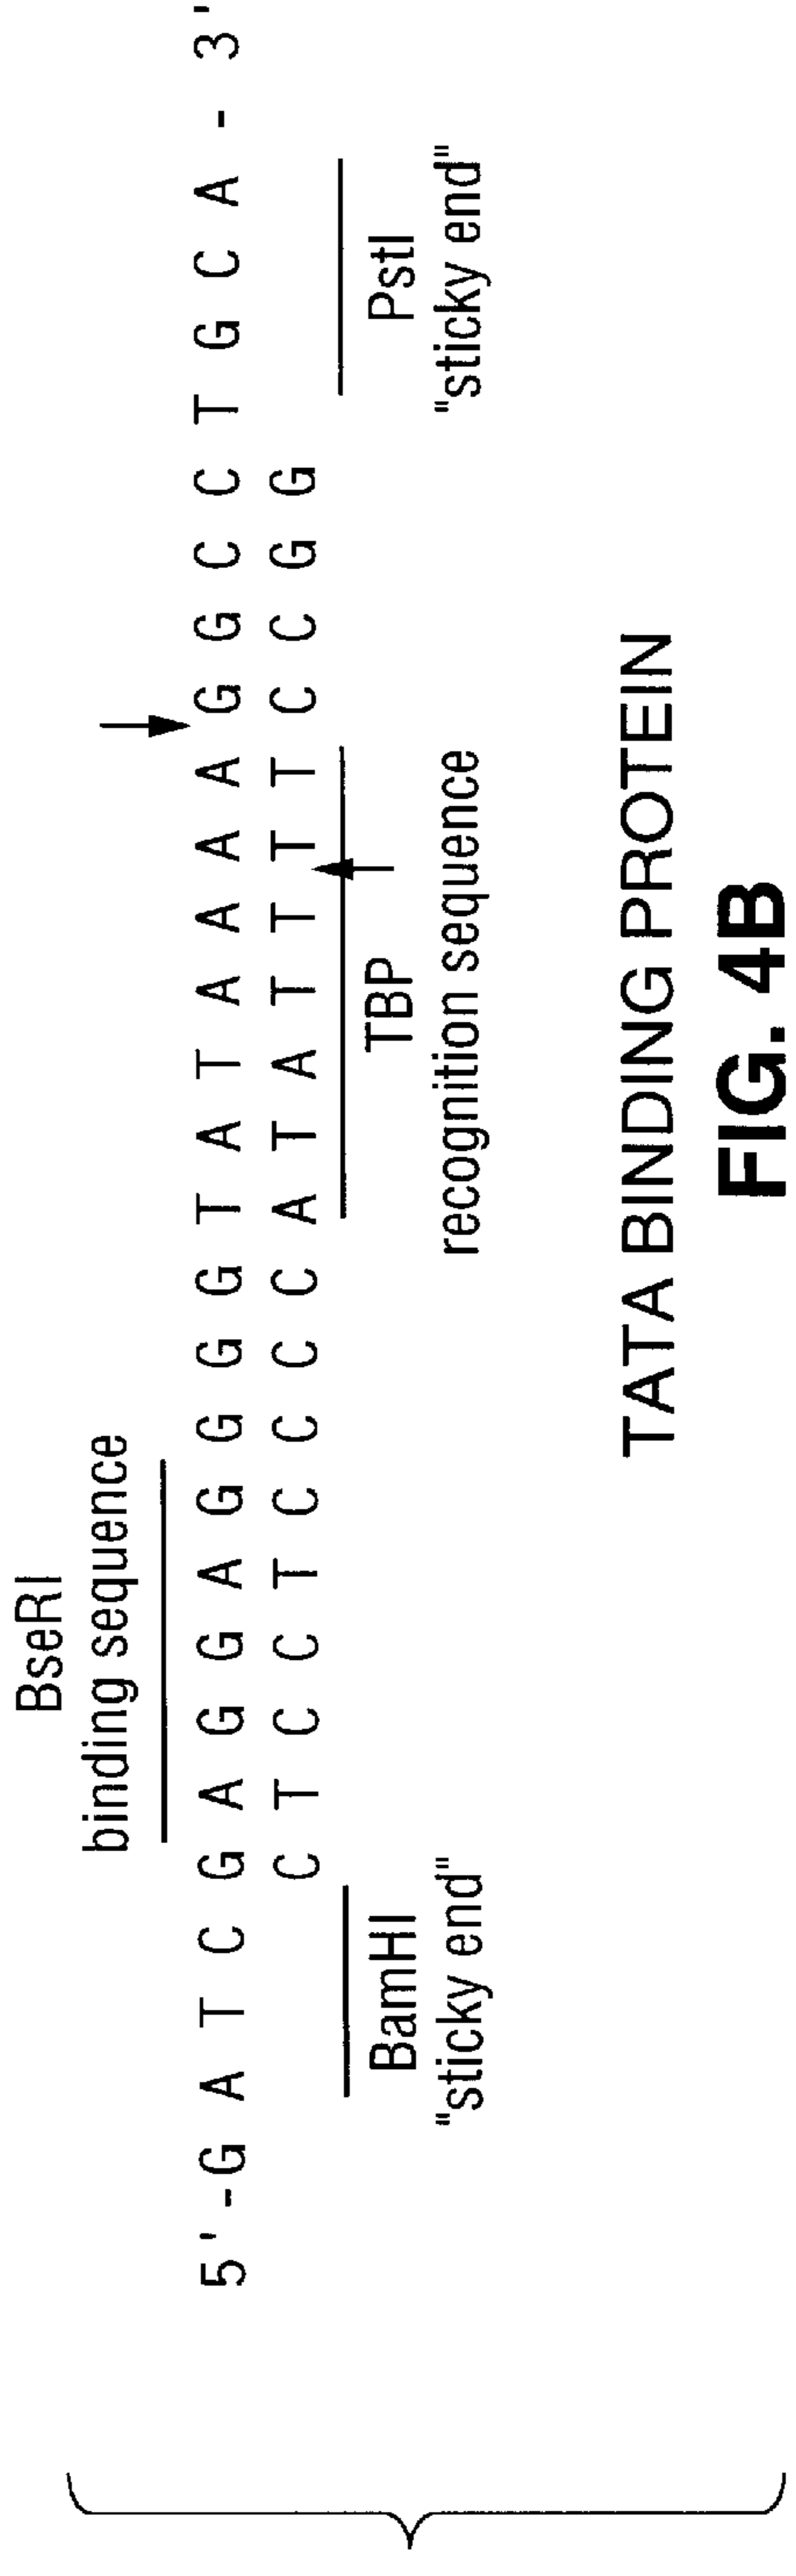 BseRI
binding sequence
5'-G A T C G A G G A G G G G T A T A A A A G G C C T G C A - 3'
C T C C T C C C C A T A T T T T C C G G
BamHI
"sticky end"
TBP
recognition sequence
PstI
"sticky end"
TATA BINDING PROTEIN
FIG. 4B